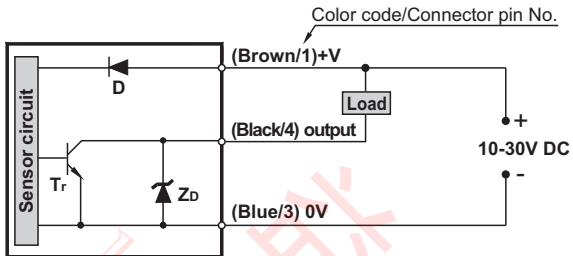 Color code/Connector pin No.
(Brown/1)+V
D
Load
Sensor circuit
(Black/4) output
+
10-30V DC
-
Tr
ZD
(Blue/3) 0V